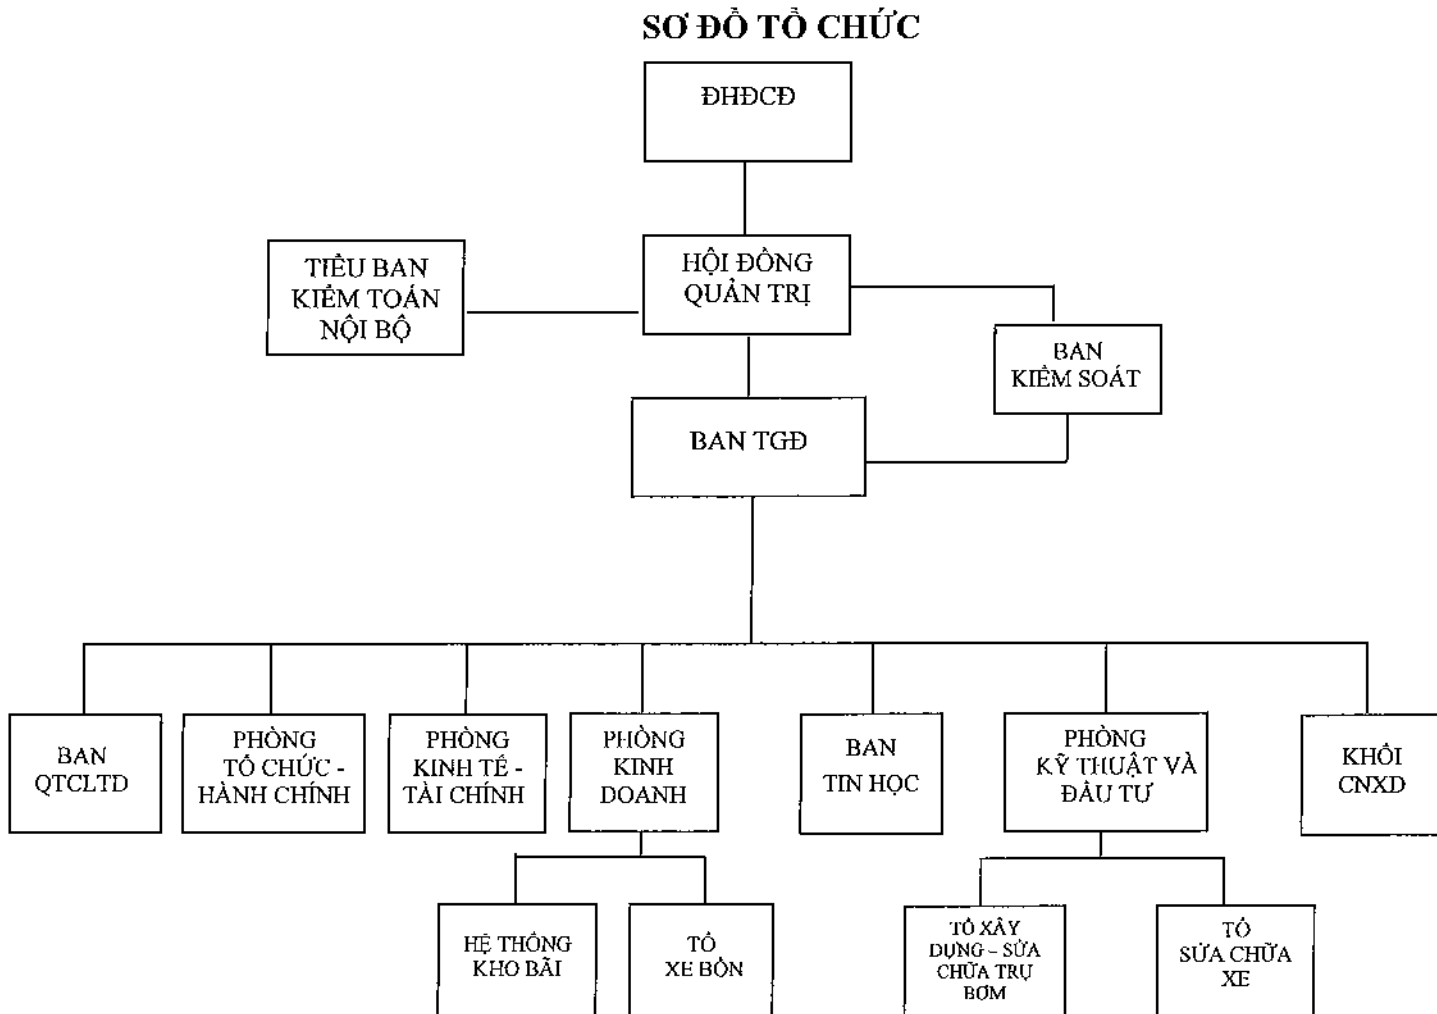 SƠ ĐỒ TỔ CHỨC
ĐHĐCĐ
TIỂU BAN
KIỂM TOÁN
NỘI BỘ
HỘI ĐỒNG
QUẢN TRỊ
BAN
KIỂM SOÁT
BAN TGĐ
BAN
QTCLTD
PHÒNG
TỔ CHỨC -
HÀNH CHÍNH
PHÒNG
KINH TẾ -
TÀI CHÍNH
PHÒNG
KINH
DOANH
BAN
TIN HỌC
PHÒNG
KỸ THUẬT VÀ
ĐẦU TƯ
KHỐI
CNXD
HỆ THỐNG
KHO BÃI
TỔ
XE BỒN
TỔ XÂY
DỰNG – SỬA
CHỮA TRỤ
BƠM
TỔ
SỬA CHỮA
XE